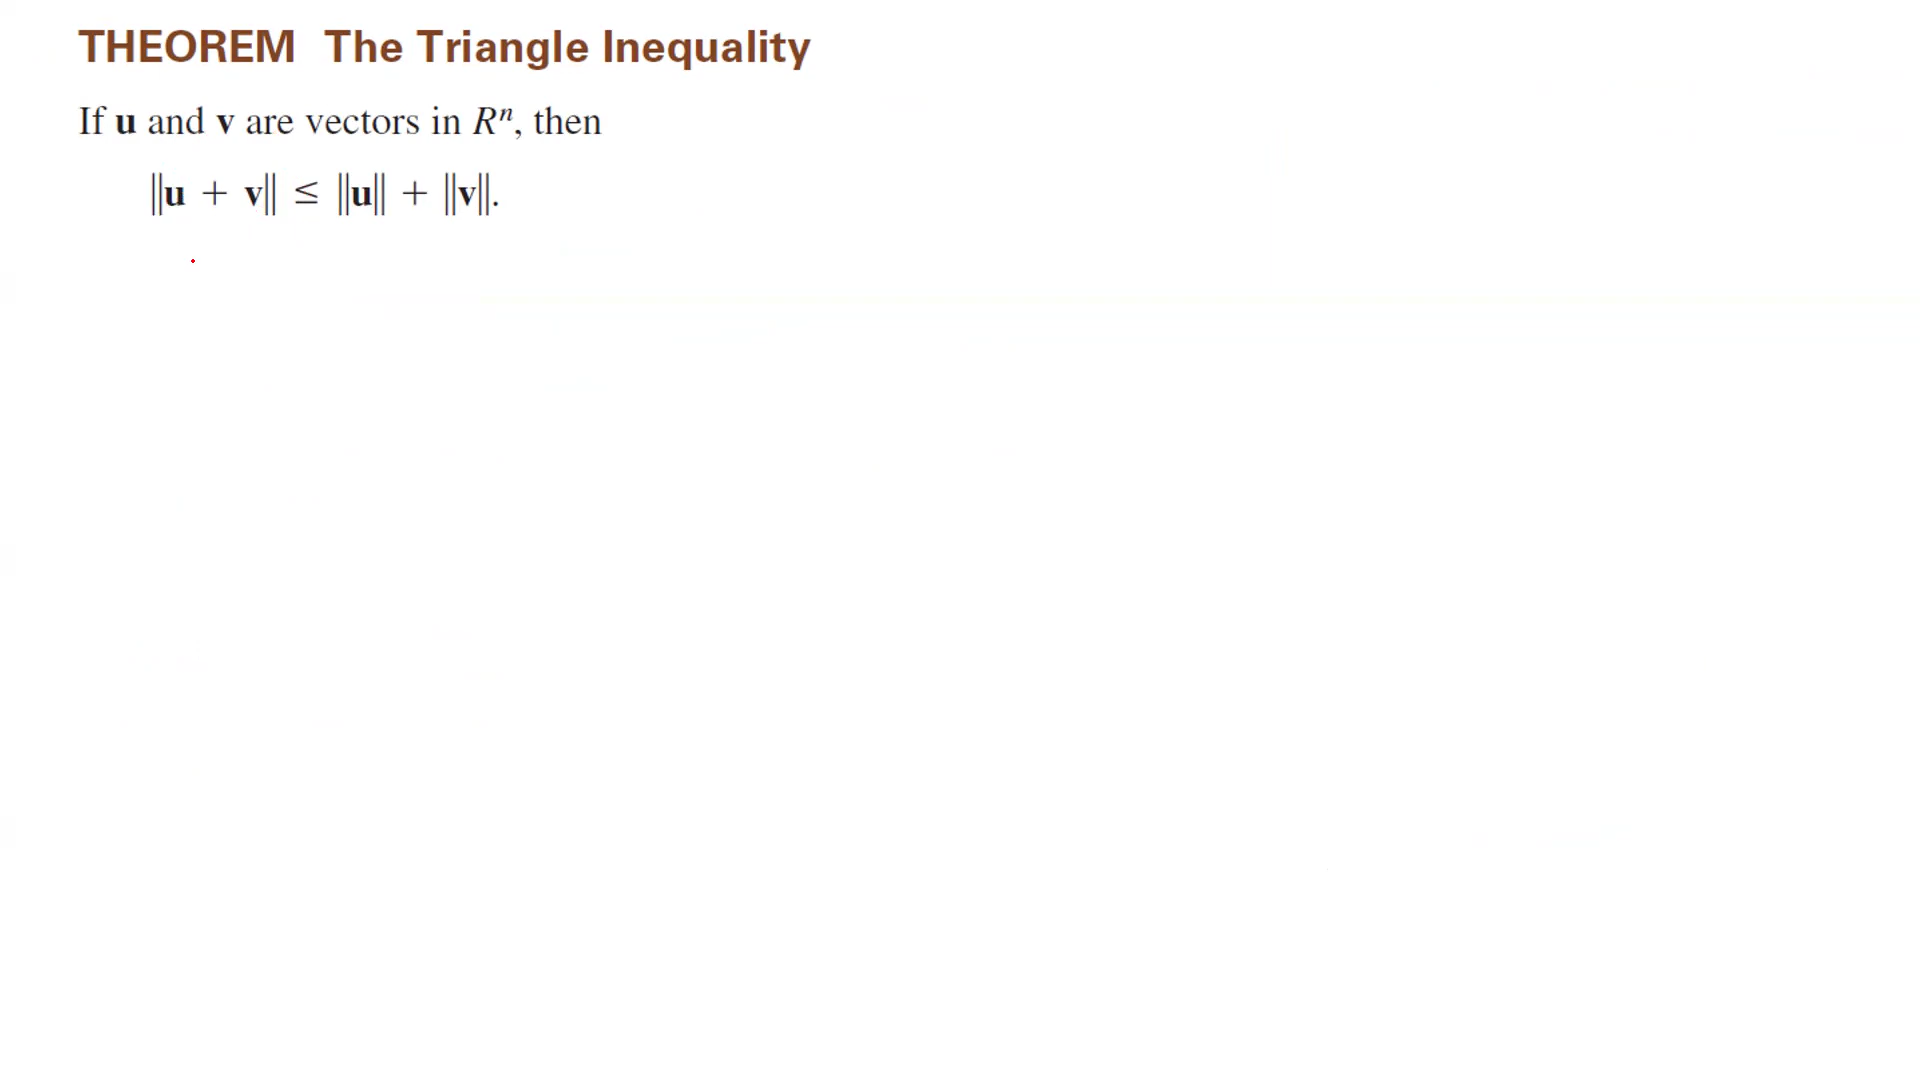 THEOREM The Triangle Inequality
If u and v are vectors in Rⁿ, then
‖u + v‖ ≤ ‖u‖ + ‖v‖.